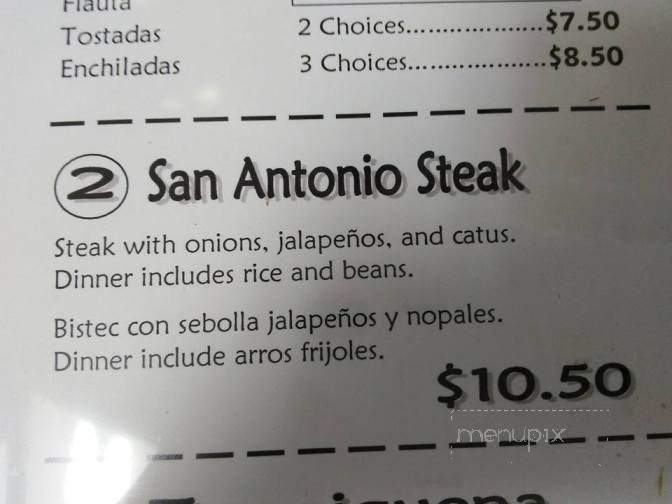 Flauta
Tostadas 2 Choices...................$7.50
Enchiladas 3 Choices...................$8.50
2 San Antonio Steak
Steak with onions, jalapeños, and catus.
Dinner includes rice and beans.
Bistec con sebolla jalapeños y nopales.
Dinner include arros frijoles.
$10.50
menupix